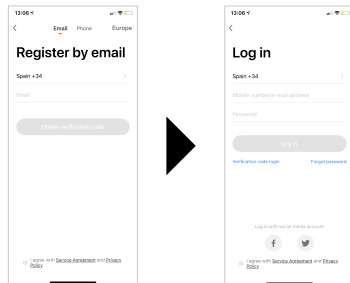 13:06
Email Phone Europe
Register by email
Spain +34
Email
Obtain verification code
I agree with Service Agreement and Privacy
Policy
13:06
Log in
Spain +34
Mobile number/e-mail address
Password
Log in
Verification code login Forgot password
Log in with social media account
f
I agree with Service Agreement and Privacy
Policy